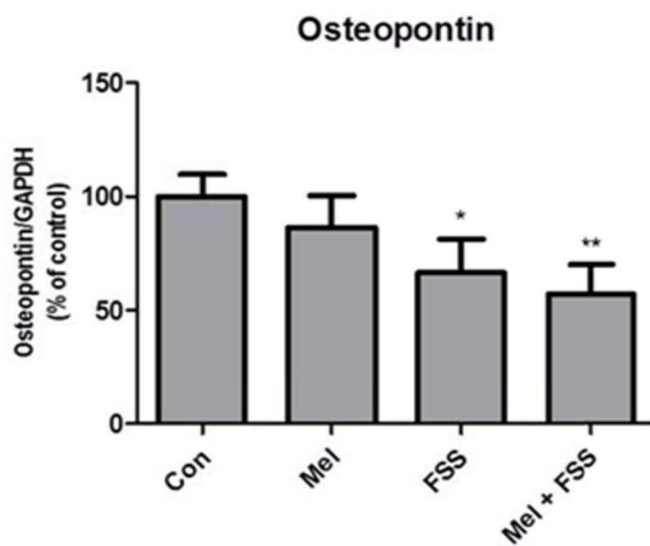 Osteopontin
Osteopontin/GAPDH
(% of control)
150
100
50
0
*
**
Con
Mel
FSS
Mel + FSS